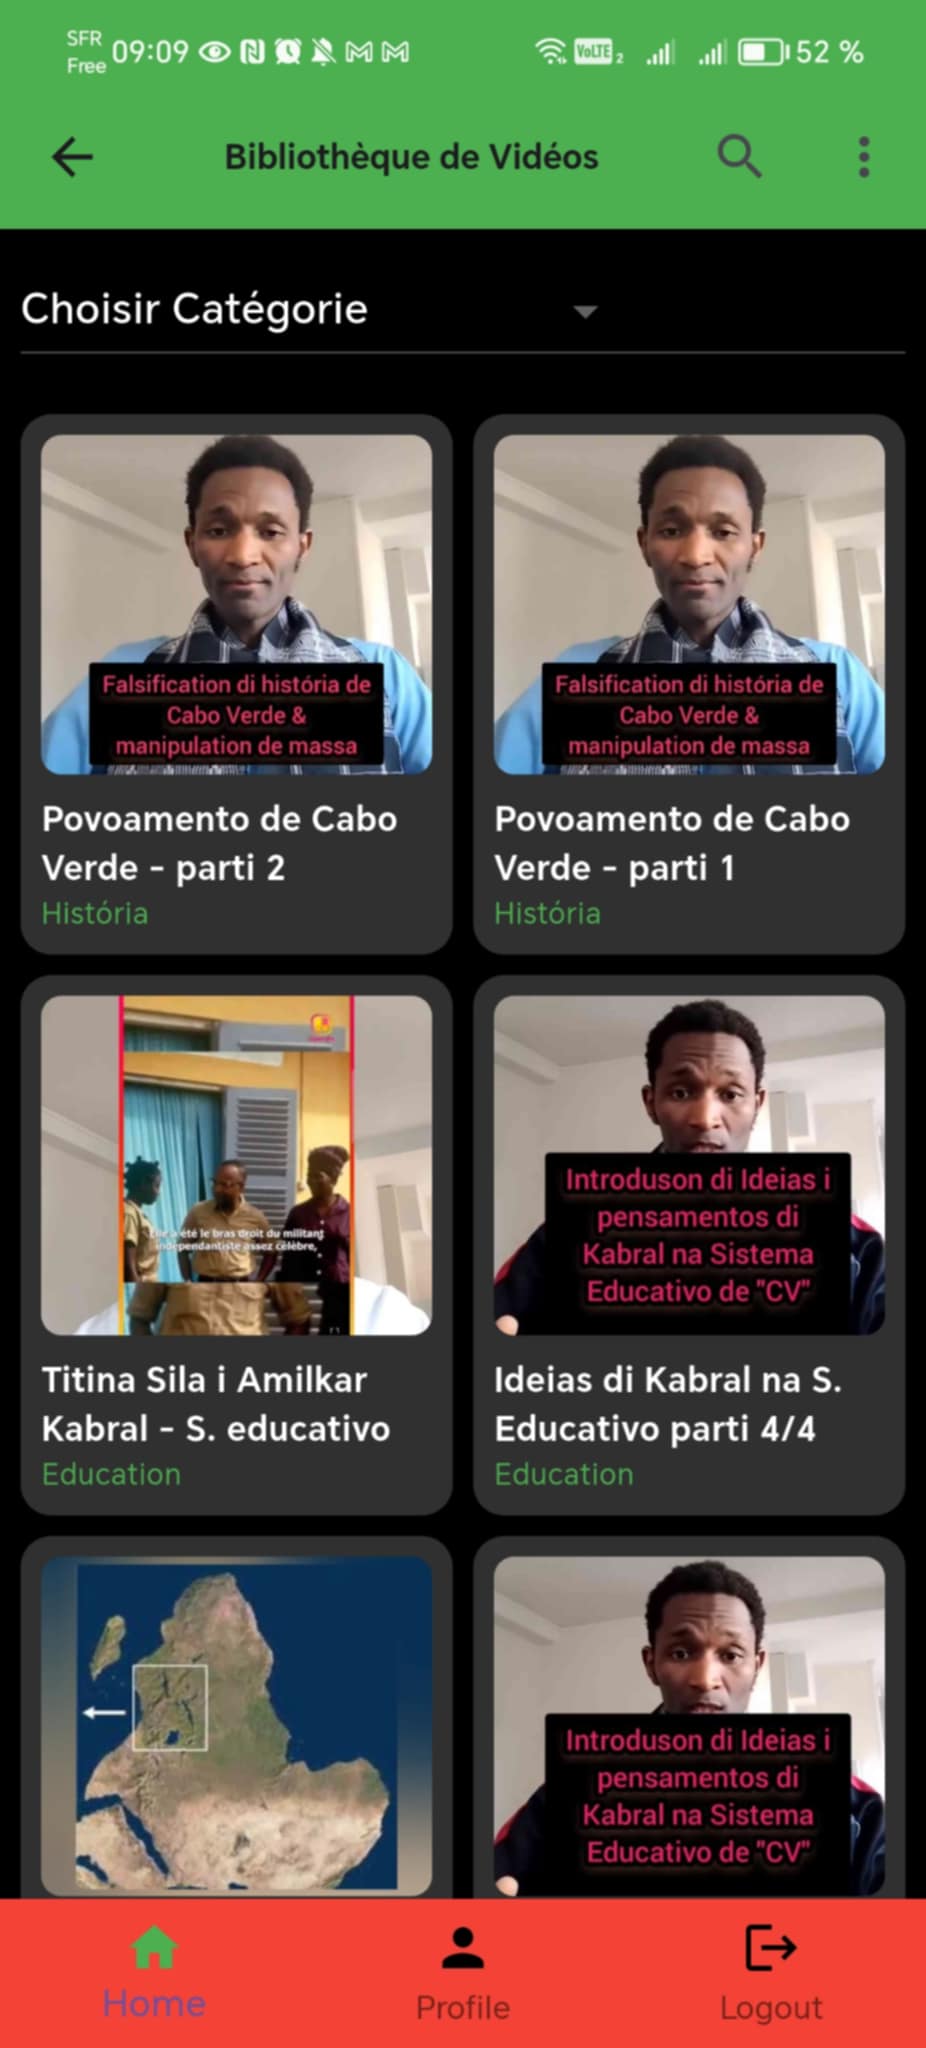 SFR
Free
09:09
VoLTE 2
52 %
Bibliothèque de Vidéos
Choisir Catégorie
Falsification di história de
Cabo Verde &
manipulation de massa
Povoamento de Cabo
Verde - parti 2
História
Falsification di história de
Cabo Verde &
manipulation de massa
Povoamento de Cabo
Verde - parti 1
História
Elle a été le bras droit du militant
indépendantiste assez célèbre,
Titina Sila i Amilkar
Kabral - S. educativo
Education
Introduson di Ideias i
pensamentos di
Kabral na Sistema
Educativo de "CV"
Ideias di Kabral na S.
Educativo parti 4/4
Education
Introduson di Ideias i
pensamentos di
Kabral na Sistema
Educativo de "CV"
Home
Profile
Logout